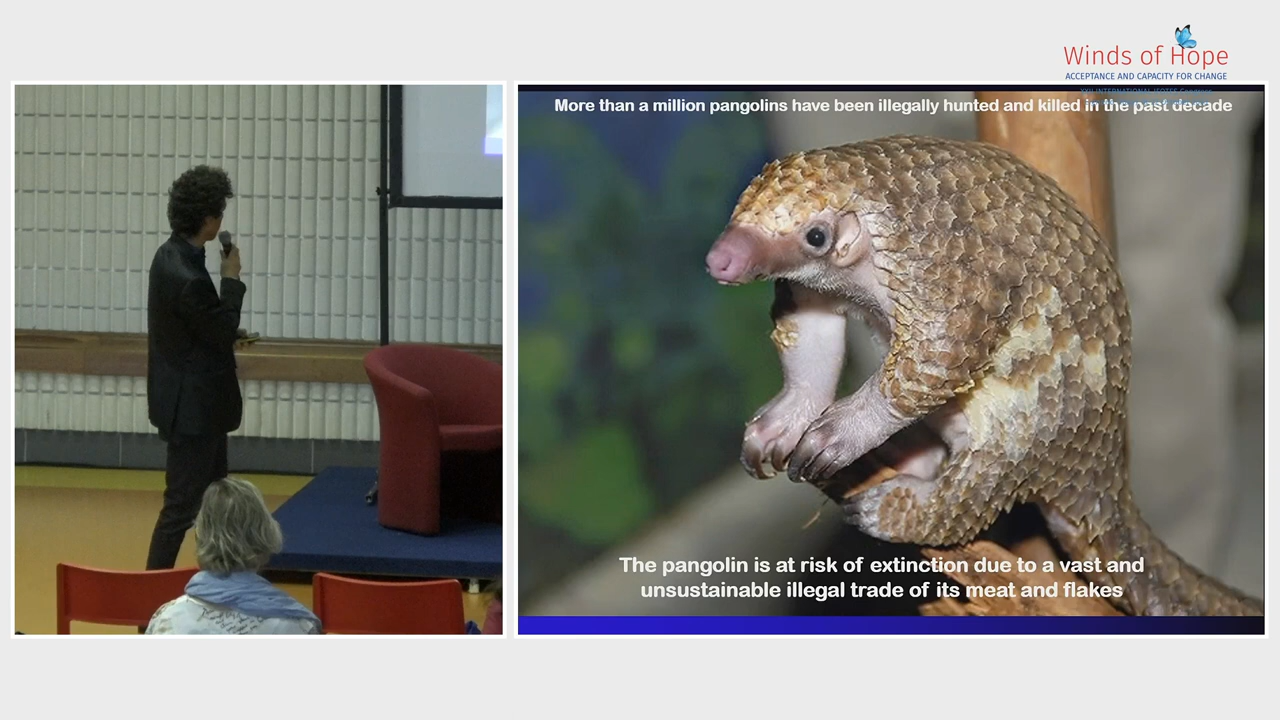 Winds of Hope
ACCEPTANCE AND CAPACITY FOR CHANGE
More than a million pangolins have been illegally hunted and killed in the past decade
The pangolin is at risk of extinction due to a vast and
unsustainable illegal trade of its meat and flakes